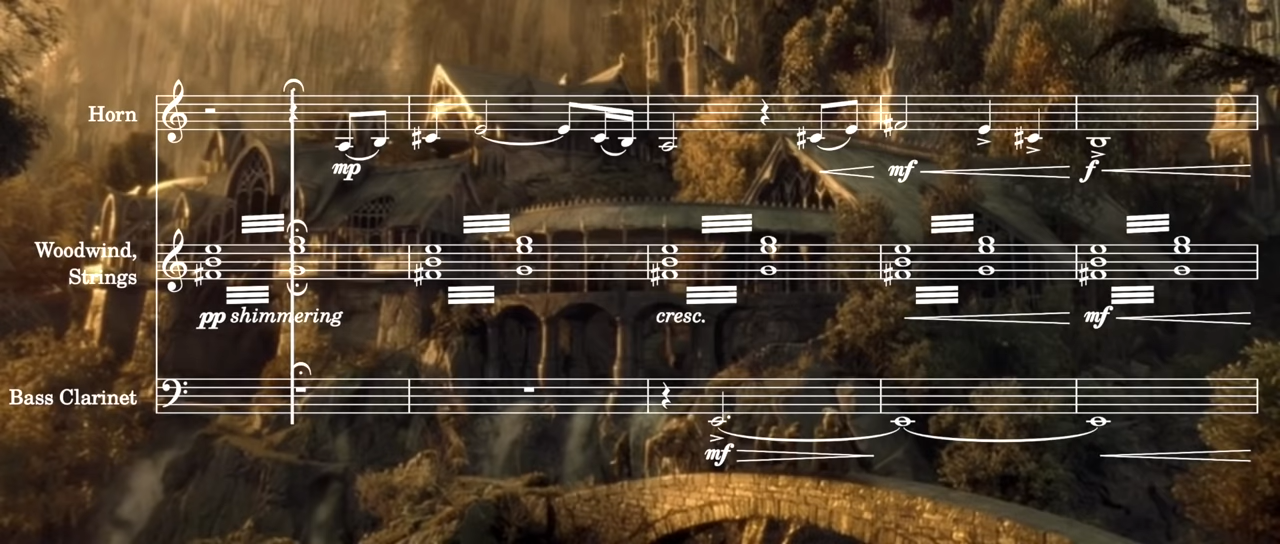 Horn
mp
mf
f
Woodwind,
Strings
pp shimmering
cresc.
mf
Bass Clarinet
mf